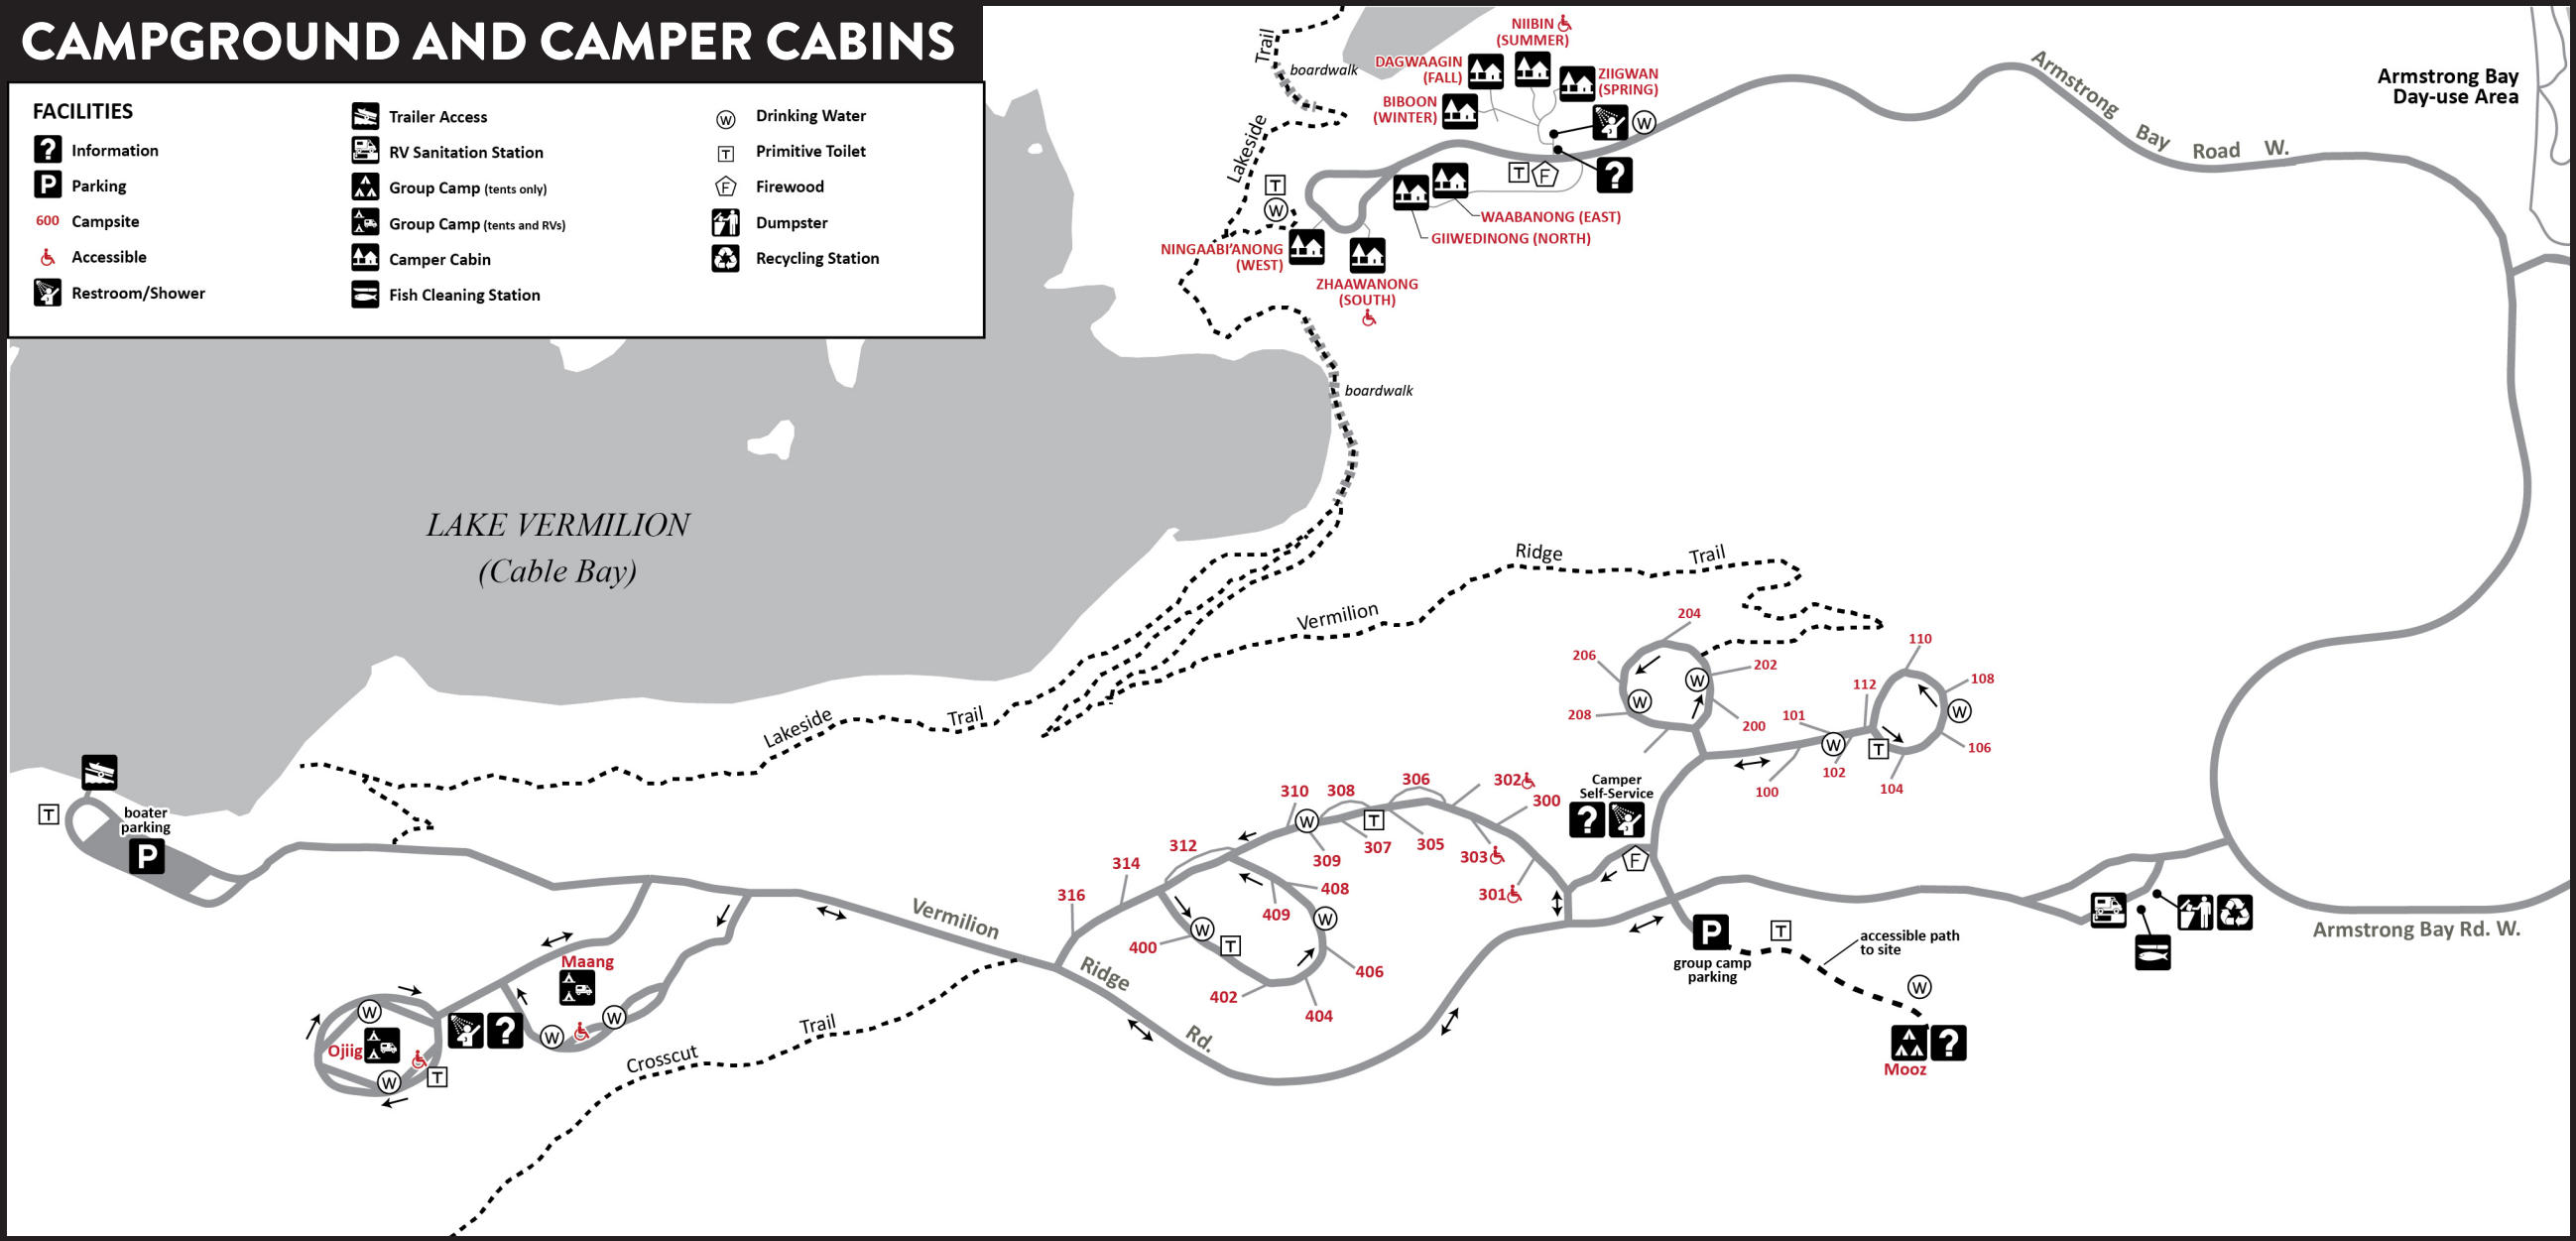 CAMPGROUND AND CAMPER CABINS
FACILITIES
? Information
P Parking
600 Campsite
Accessible
Restroom/Shower
Trailer Access
RV Sanitation Station
Group Camp (tents only)
Group Camp (tents and RVs)
Camper Cabin
Fish Cleaning Station
W Drinking Water
T Primitive Toilet
F Firewood
Dumpster
Recycling Station
Trail
boardwalk
Lakeside
NIIBIN
(SUMMER)
DAGWAAGIN
(FALL)
ZIIGWAN
(SPRING)
BIBOON
(WINTER)
W
T F
?
T
W
WAABANONG (EAST)
GIIWEDINONG (NORTH)
NINGAABI'ANONG
(WEST)
ZHAAWANONG
(SOUTH)
boardwalk
Armstrong Bay Road W.
Armstrong Bay
Day-use Area
LAKE VERMILION
(Cable Bay)
Vermilion Ridge Trail
Lakeside Trail
204
206
202
W
W
208
200
110
108
112
W
101
W
T
106
102
104
100
Camper
Self-Service
?
F
302
306
308
310
300
W
T
312
307
305
309
303
314
301
316
408
409
W
W
400
T
406
402
404
T
boater
parking
P
Vermilion Ridge Rd.
Maang
W
W
?
W
Ojiig
W
T
Crosscut Trail
P
group camp
parking
T
accessible path
to site
W
?
Mooz
Armstrong Bay Rd. W.